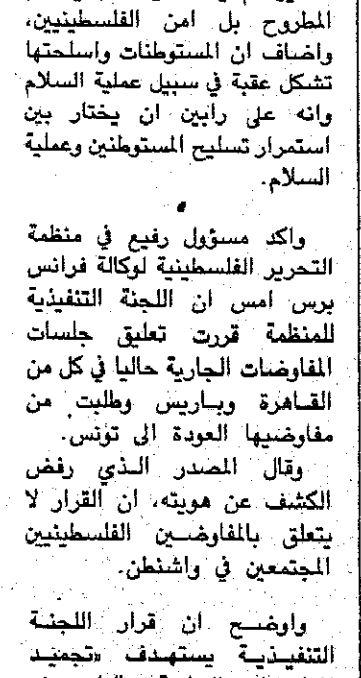 المطروح بل امن الفلسطينيين،
واضاف ان المستوطنات واسلحتها
تشكل عقبة في سبيل عملية السلام
وانه على رابين ان يختار بين
استمرار تسليح المستوطنين وعملية
السلام.
واكد مسؤول رفيع في منظمة
التحرير الفلسطينية لوكالة فرانس
برس امس ان اللجنة التنفيذية
للمنظمة قررت تعليق جلسات
المفاوضات الجارية حاليا في كل من
القاهرة وباريس وطلبت من
مفاوضيها العودة الى تونس.
وقال المصدر الذي رفض
الكشف عن هويته، ان القرار لا
يتعلق بالمفاوضين الفلسطينيين
المجتمعين في واشنطن.
واوضح ان قرار اللجنة
التنفيذية يستهدف «تجميد